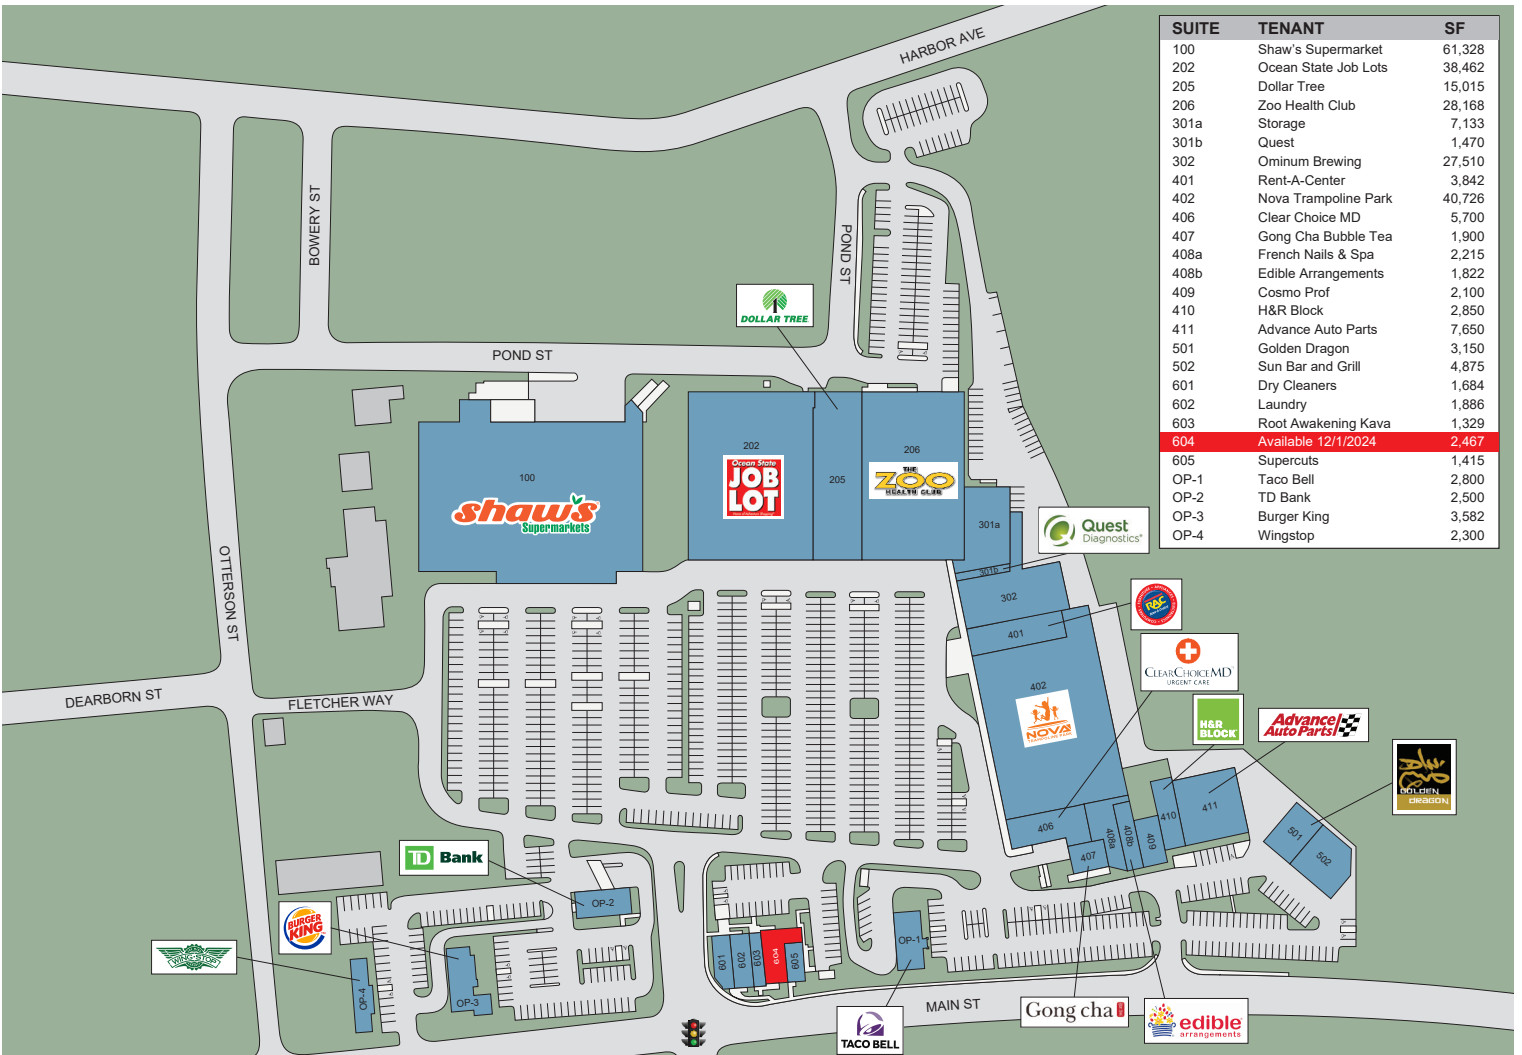 HARBOR AVE
SUITE TENANT SF
100 Shaw's Supermarket 61,328
202 Ocean State Job Lots 38,462
205 Dollar Tree 15,015
206 Zoo Health Club 28,168
301a Storage 7,133
301b Quest 1,470
302 Ominum Brewing 27,510
401 Rent-A-Center 3,842
402 Nova Trampoline Park 40,726
406 Clear Choice MD 5,700
407 Gong Cha Bubble Tea 1,900
408a French Nails & Spa 2,215
408b Edible Arrangements 1,822
409 Cosmo Prof 2,100
410 H&R Block 2,850
411 Advance Auto Parts 7,650
501 Golden Dragon 3,150
502 Sun Bar and Grill 4,875
601 Dry Cleaners 1,684
602 Laundry 1,886
603 Root Awakening Kava 1,329
604 Available 12/1/2024 2,467
605 Supercuts 1,415
OP-1 Taco Bell 2,800
OP-2 TD Bank 2,500
OP-3 Burger King 3,582
OP-4 Wingstop 2,300
BOWERY ST
POND ST
DOLLAR TREE
POND ST
100
shaw's
Supermarkets
202
Ocean State
JOB
LOT
205
206
THE
ZOO
HEALTH CLUB
301a
301b
Quest
Diagnostics
302
401
RAC
OTTERSON ST
402
NOVA
TRAMPOLINE PARK
CLEARCHOICEMD
URGENT CARE
H&R
BLOCK
Advance
Auto Parts
DEARBORN ST
FLETCHER WAY
GOLDEN
DRAGON
406
407
408a
408b
409
410
411
501
502
TD Bank
OP-2
BURGER
KING
WING-STOP
OP-4
OP-3
601
602
603
604
605
OP-1
MAIN ST
TACO BELL
Gong cha
edible
arrangements